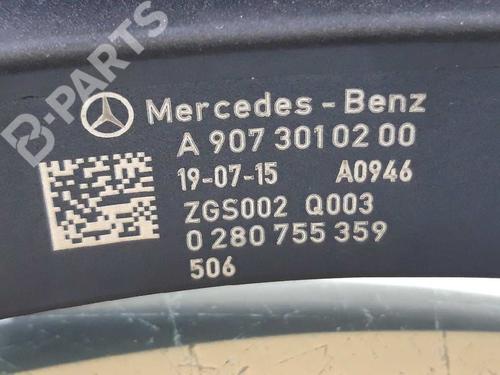 B-PARTS
Mercedes-Benz
A 907 301 02 00
19-07-15 A0946
ZGS002 Q003
0 280 755 359
506